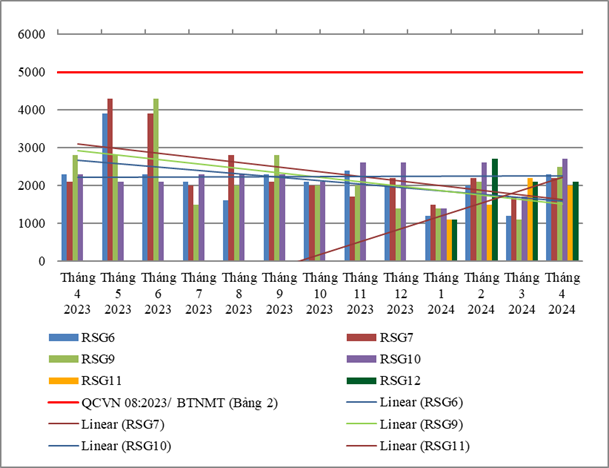 6000
5000
4000
3000
2000
1000
0
Tháng Tháng Tháng Tháng Tháng Tháng Tháng Tháng Tháng Tháng Tháng Tháng Tháng
4 5 6 7 8 9 10 11 12 1 2 3 4
2023 2023 2023 2023 2023 2023 2023 2023 2023 2024 2024 2024 2024
RSG6 RSG7
RSG9 RSG10
RSG11 RSG12
QCVN 08:2023/ BTNMT (Bảng 2) Linear (RSG6)
Linear (RSG7) Linear (RSG9)
Linear (RSG10) Linear (RSG11)